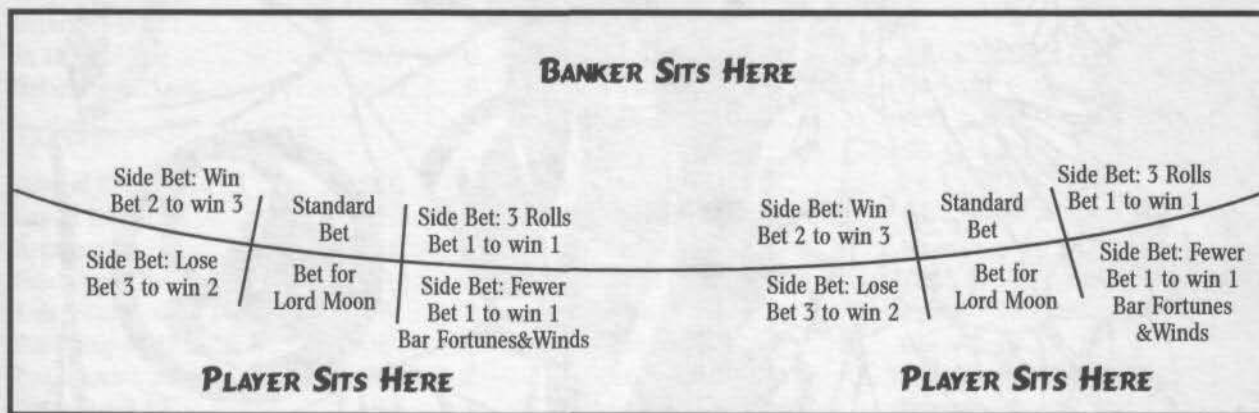 BANKER SITS HERE
Side Bet: Win
Bet 2 to win 3
Standard
Bet
Side Bet: 3 Rolls
Bet 1 to win 1
Side Bet: Lose
Bet 3 to win 2
Bet for
Lord Moon
Side Bet: Fewer
Bet 1 to win 1
Bar Fortunes&Winds
PLAYER SITS HERE
Side Bet: Win
Bet 2 to win 3
Standard
Bet
Side Bet: 3 Rolls
Bet 1 to win 1
Side Bet: Lose
Bet 3 to win 2
Bet for
Lord Moon
Side Bet: Fewer
Bet 1 to win 1
Bar Fortunes
&Winds
PLAYER SITS HERE